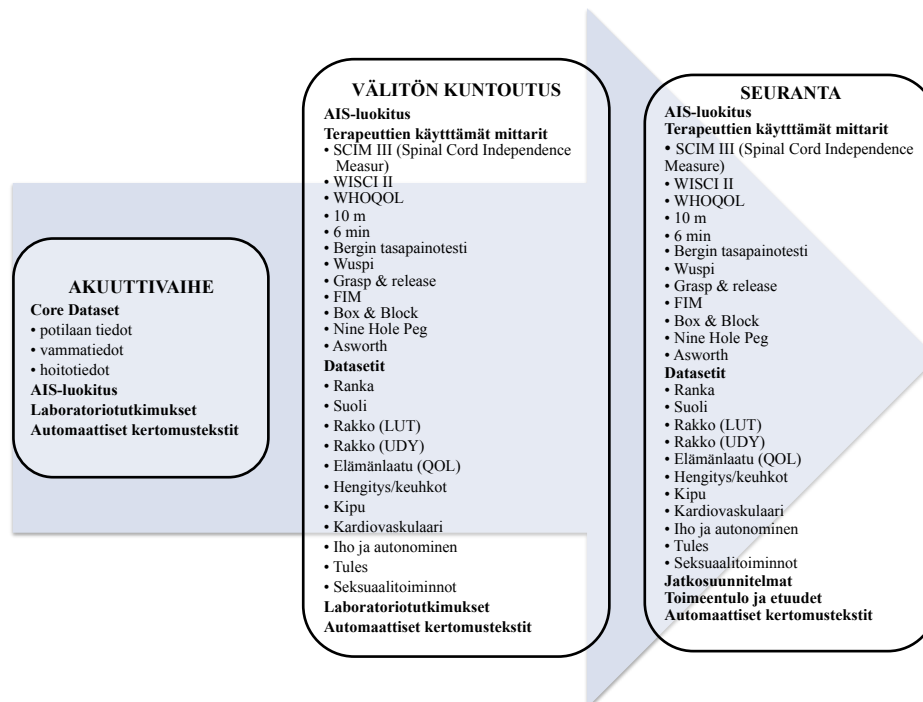 AKUUTTIVAIHE
Core Dataset
• potilaan tiedot
• vammatiedot
• hoitotiedot
AIS-luokitus
Laboratoriotutkimukset
Automaattiset kertomustekstit
VÄLITÖN KUNTOUTUS
AIS-luokitus
Terapeuttien käytttämät mittarit
• SCIM III (Spinal Cord Independence
Measur)
• WISCI II
• WHOQOL
• 10 m
• 6 min
• Bergin tasapainotesti
• Wuspi
• Grasp & release
• FIM
• Box & Block
• Nine Hole Peg
• Asworth
Datasetit
• Ranka
• Suoli
• Rakko (LUT)
• Rakko (UDY)
• Elämänlaatu (QOL)
• Hengitys/keuhkot
• Kipu
• Kardiovaskulaari
• Iho ja autonominen
• Tules
• Seksuaalitoiminnot
Laboratoriotutkimukset
Automaattiset kertomustekstit
SEURANTA
AIS-luokitus
Terapeuttien käytttämät mittarit
• SCIM III (Spinal Cord Independence
Measure)
• WISCI II
• WHOQOL
• 10 m
• 6 min
• Bergin tasapainotesti
• Wuspi
• Grasp & release
• FIM
• Box & Block
• Nine Hole Peg
• Asworth
Datasetit
• Ranka
• Suoli
• Rakko (LUT)
• Rakko (UDY)
• Elämänlaatu (QOL)
• Hengitys/keuhkot
• Kipu
• Kardiovaskulaari
• Iho ja autonominen
• Tules
• Seksuaalitoiminnot
Jatkosuunnitelmat
Toimeentulo ja etuudet
Automaattiset kertomustekstit